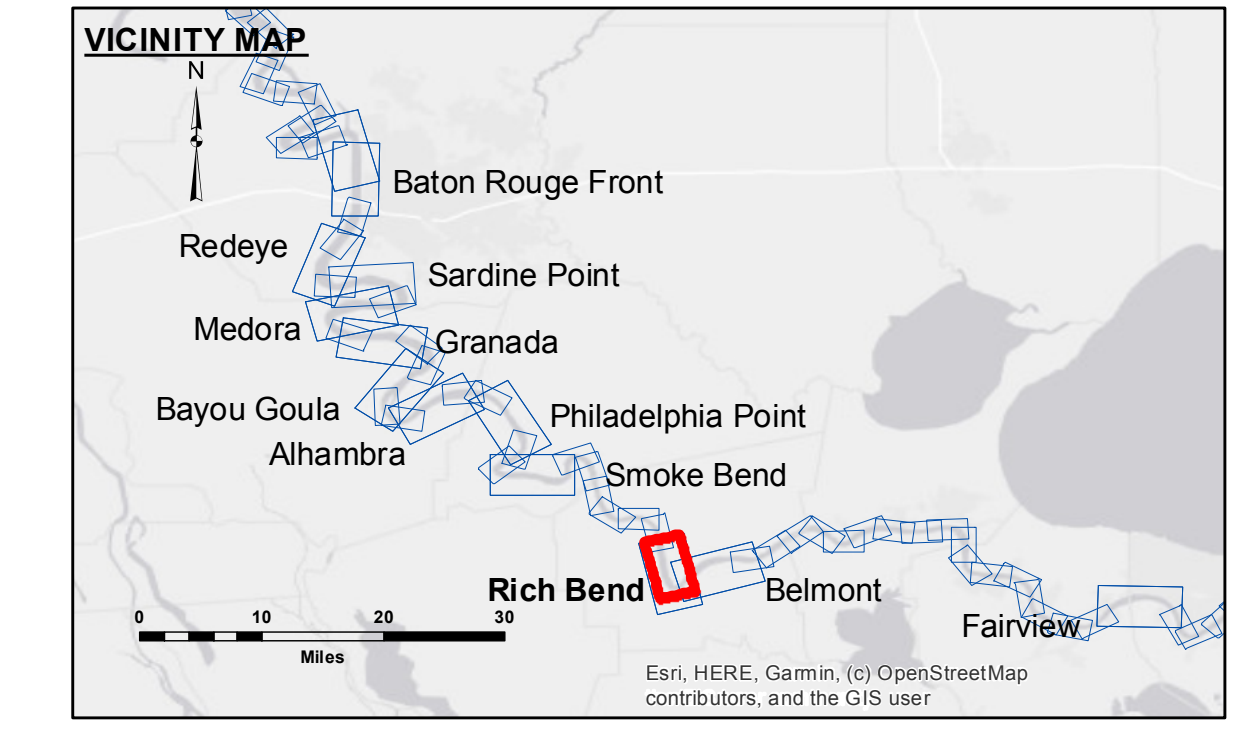 VICINITY MAP
N
Baton Rouge Front
Redeye
Sardine Point
Medora
Granada
Bayou Goula
Philadelphia Point
Alhambra
Smoke Bend
Rich Bend
Belmont
0 10 20 30
Miles
Fairview
Esri, HERE, Garmin, (c) OpenStreetMap
contributors, and the GIS user